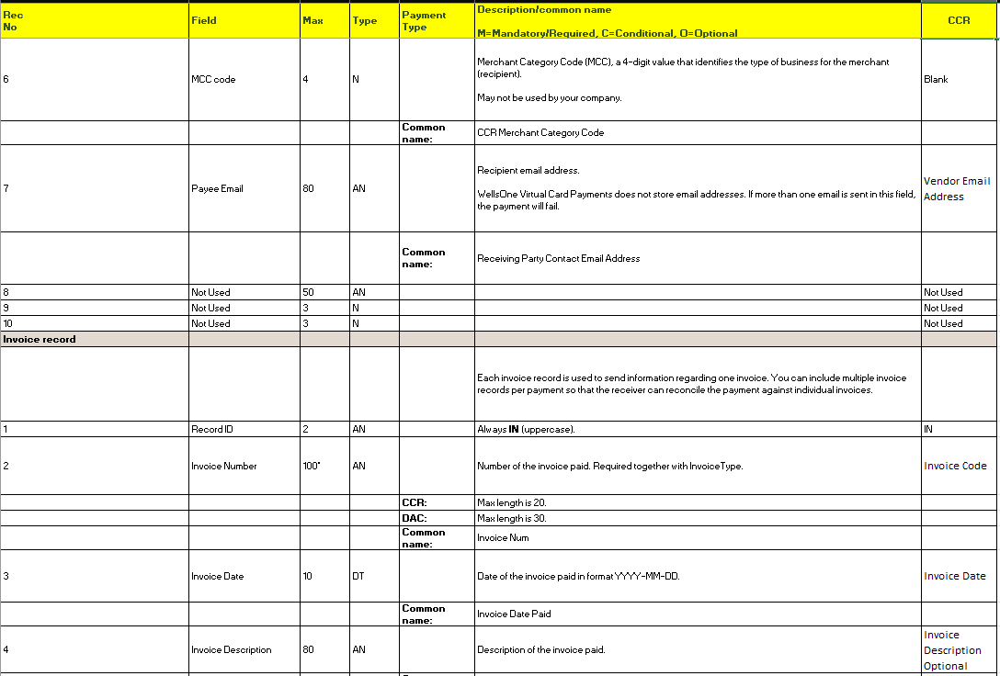 Rec No Field Max Type Payment Type Description/common name
M=Mandatory/Required, C=Conditional, O=Optional CCR
6 MCC code 4 N Merchant Category Code (MCC), a 4-digit value that identifies the type of business for the merchant
(recipient).
May not be used by your company. Blank
Common name: CCR Merchant Category Code
7 Payee Email 80 AN Recipient email address.
WellsOne Virtual Card Payments does not store email addresses. If more than one email is sent in this field,
the payment will fail. Vendor Email Address
Common name: Receiving Party Contact Email Address
8 Not Used 50 AN Not Used
9 Not Used 3 N Not Used
10 Not Used 3 N Not Used
Invoice record
Each invoice record is used to send information regarding one invoice. You can include multiple invoice
records per payment so that the receiver can reconcile the payment against individual invoices.
1 Record ID 2 AN Always IN (uppercase). IN
2 Invoice Number 100* AN Number of the invoice paid. Required together with InvoiceType. Invoice Code
CCR: Max length is 20.
DAC: Max length is 30.
Common name: Invoice Num
3 Invoice Date 10 DT Date of the invoice paid in format YYYY-MM-DD. Invoice Date
Common name: Invoice Date Paid
4 Invoice Description 80 AN Description of the invoice paid. Invoice Description Optional